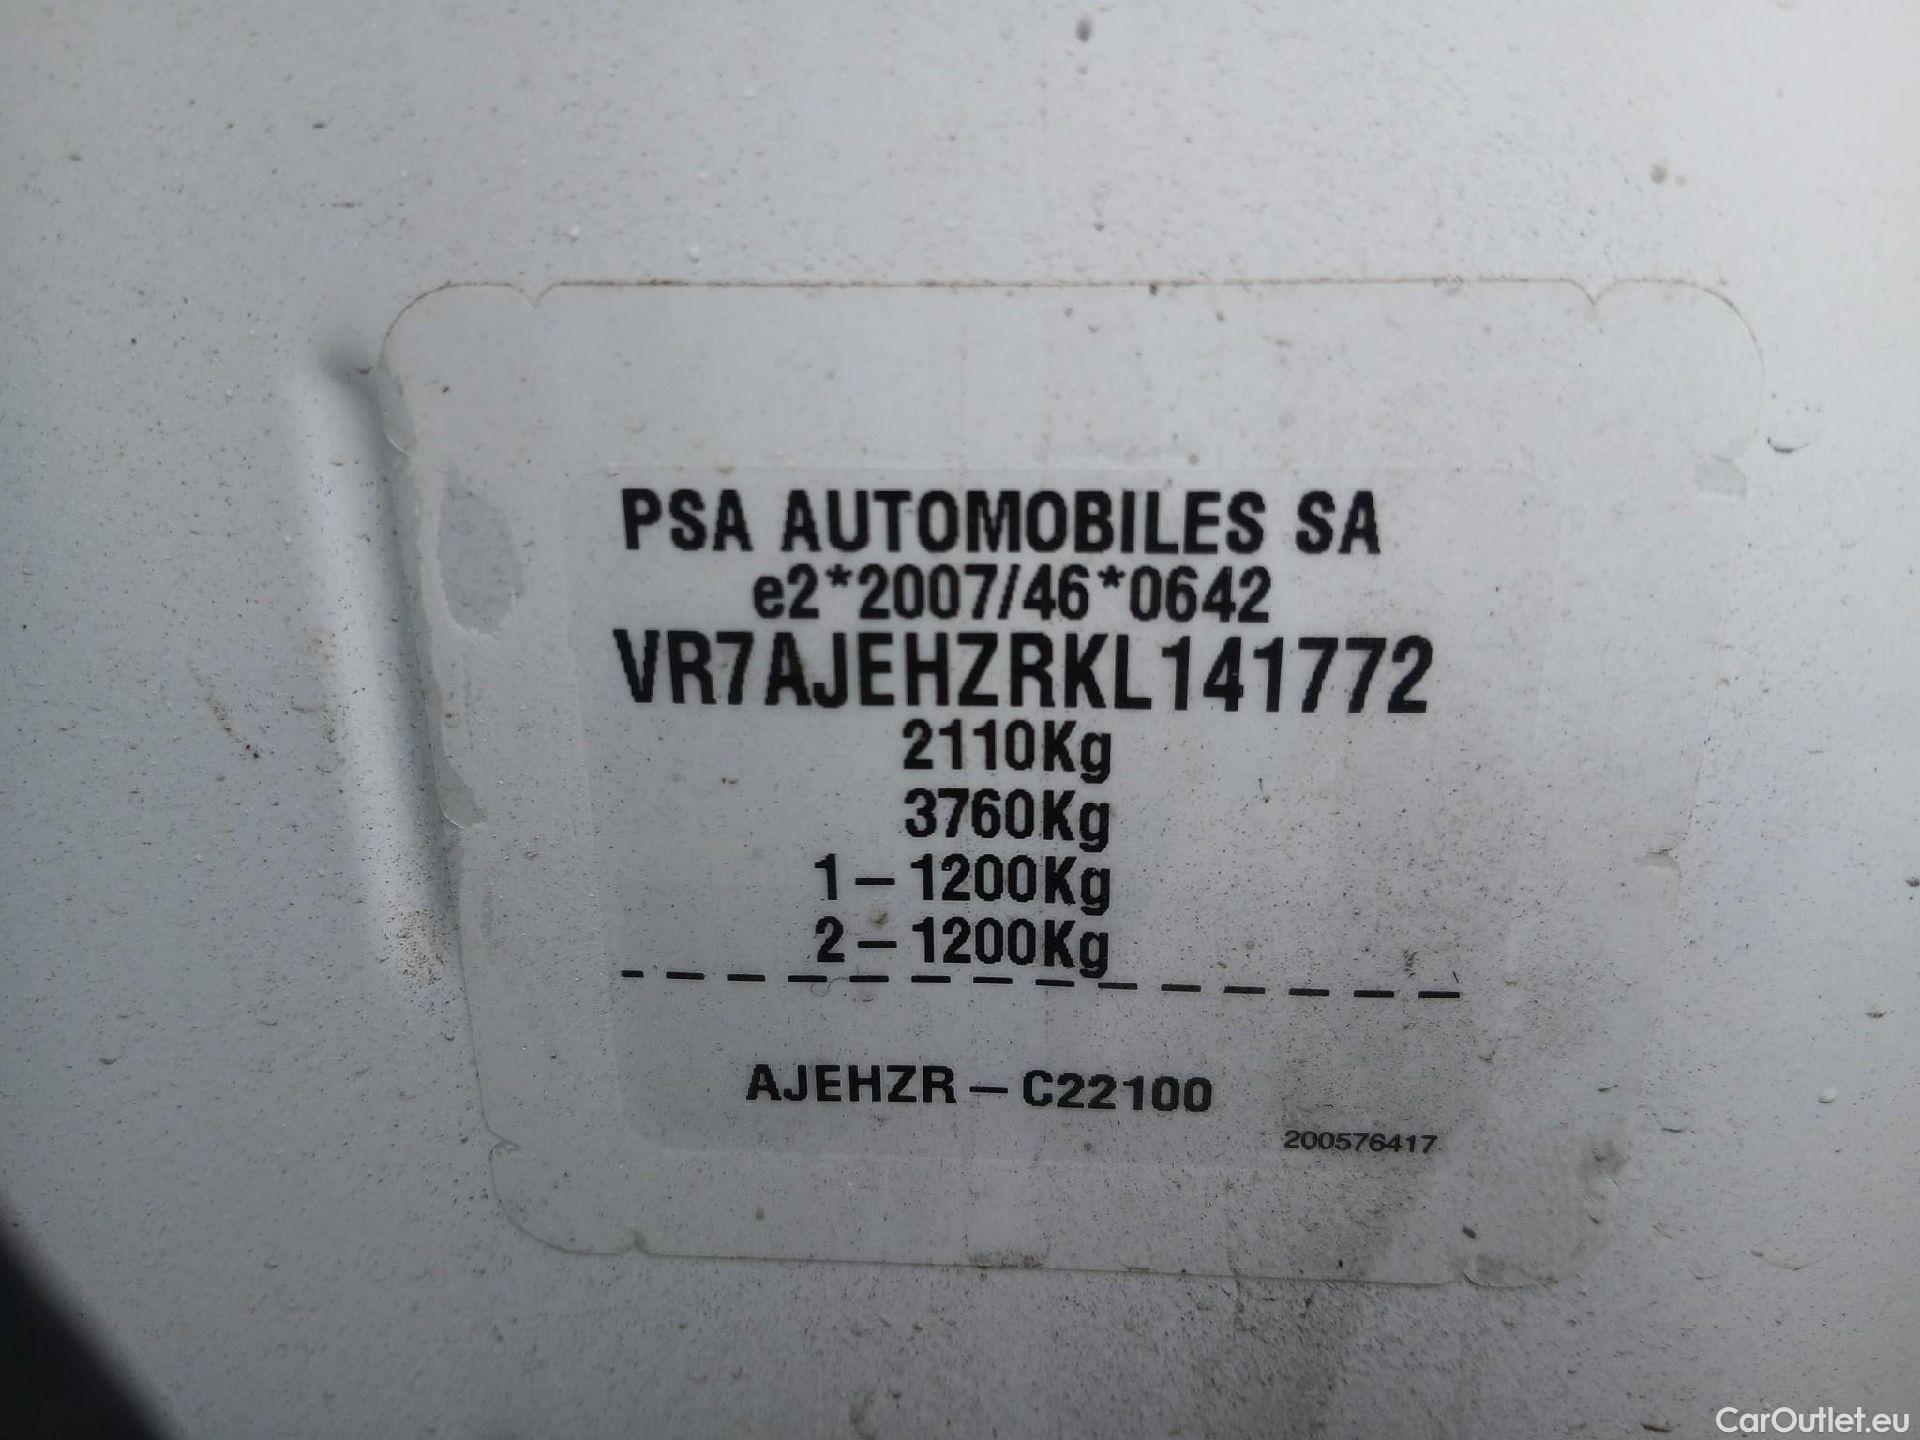 PSA AUTOMOBILES SA
e2*2007/46*0642
VR7AJEHZRKL141772
2110Kg
3760Kg
1-1200Kg
2-1200Kg
AJEHZR-C22100
200576417
CarOutlet.eu